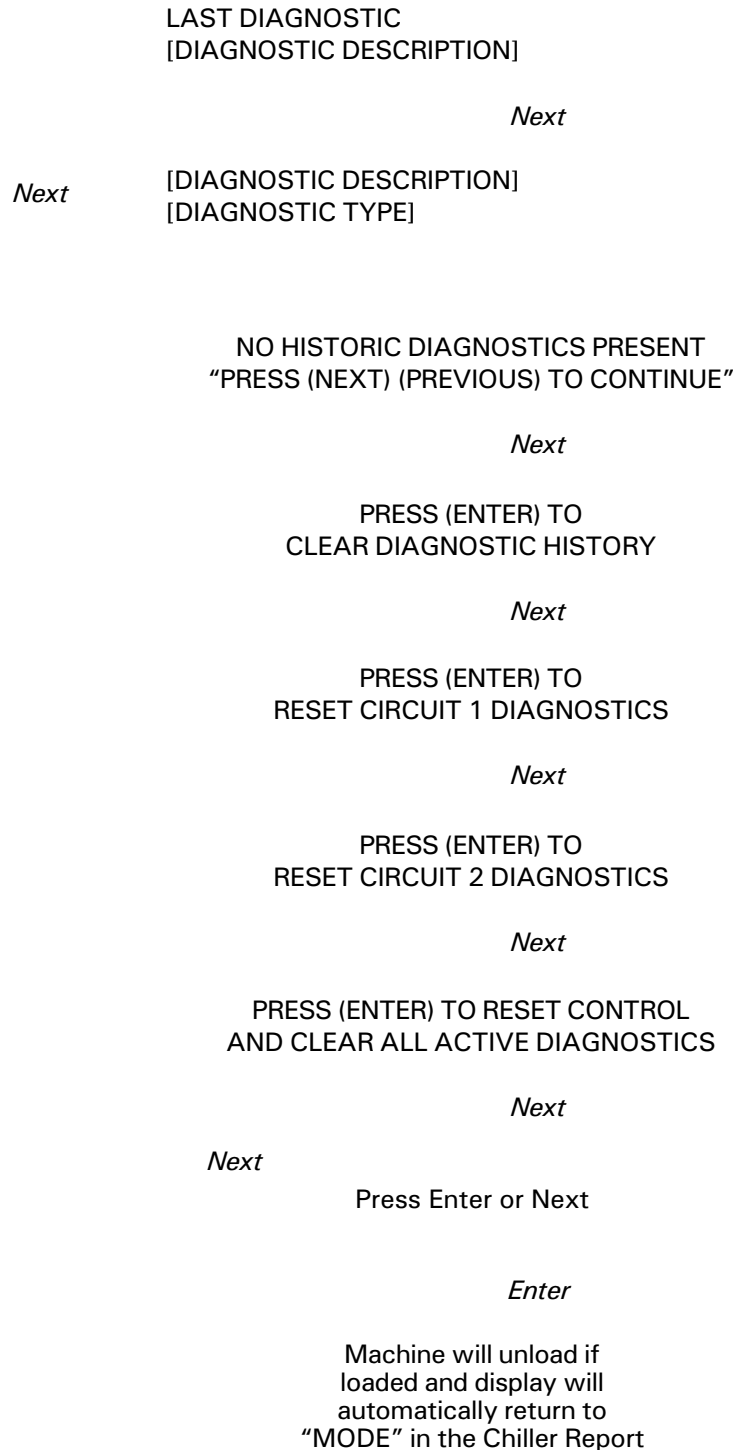 LAST DIAGNOSTIC
[DIAGNOSTIC DESCRIPTION]
Next
Next
[DIAGNOSTIC DESCRIPTION]
[DIAGNOSTIC TYPE]
NO HISTORIC DIAGNOSTICS PRESENT
“PRESS (NEXT) (PREVIOUS) TO CONTINUE”
Next
PRESS (ENTER) TO
CLEAR DIAGNOSTIC HISTORY
Next
PRESS (ENTER) TO
RESET CIRCUIT 1 DIAGNOSTICS
Next
PRESS (ENTER) TO
RESET CIRCUIT 2 DIAGNOSTICS
Next
PRESS (ENTER) TO RESET CONTROL
AND CLEAR ALL ACTIVE DIAGNOSTICS
Next
Next
Press Enter or Next
Enter
Machine will unload if
loaded and display will
automatically return to
“MODE” in the Chiller Report